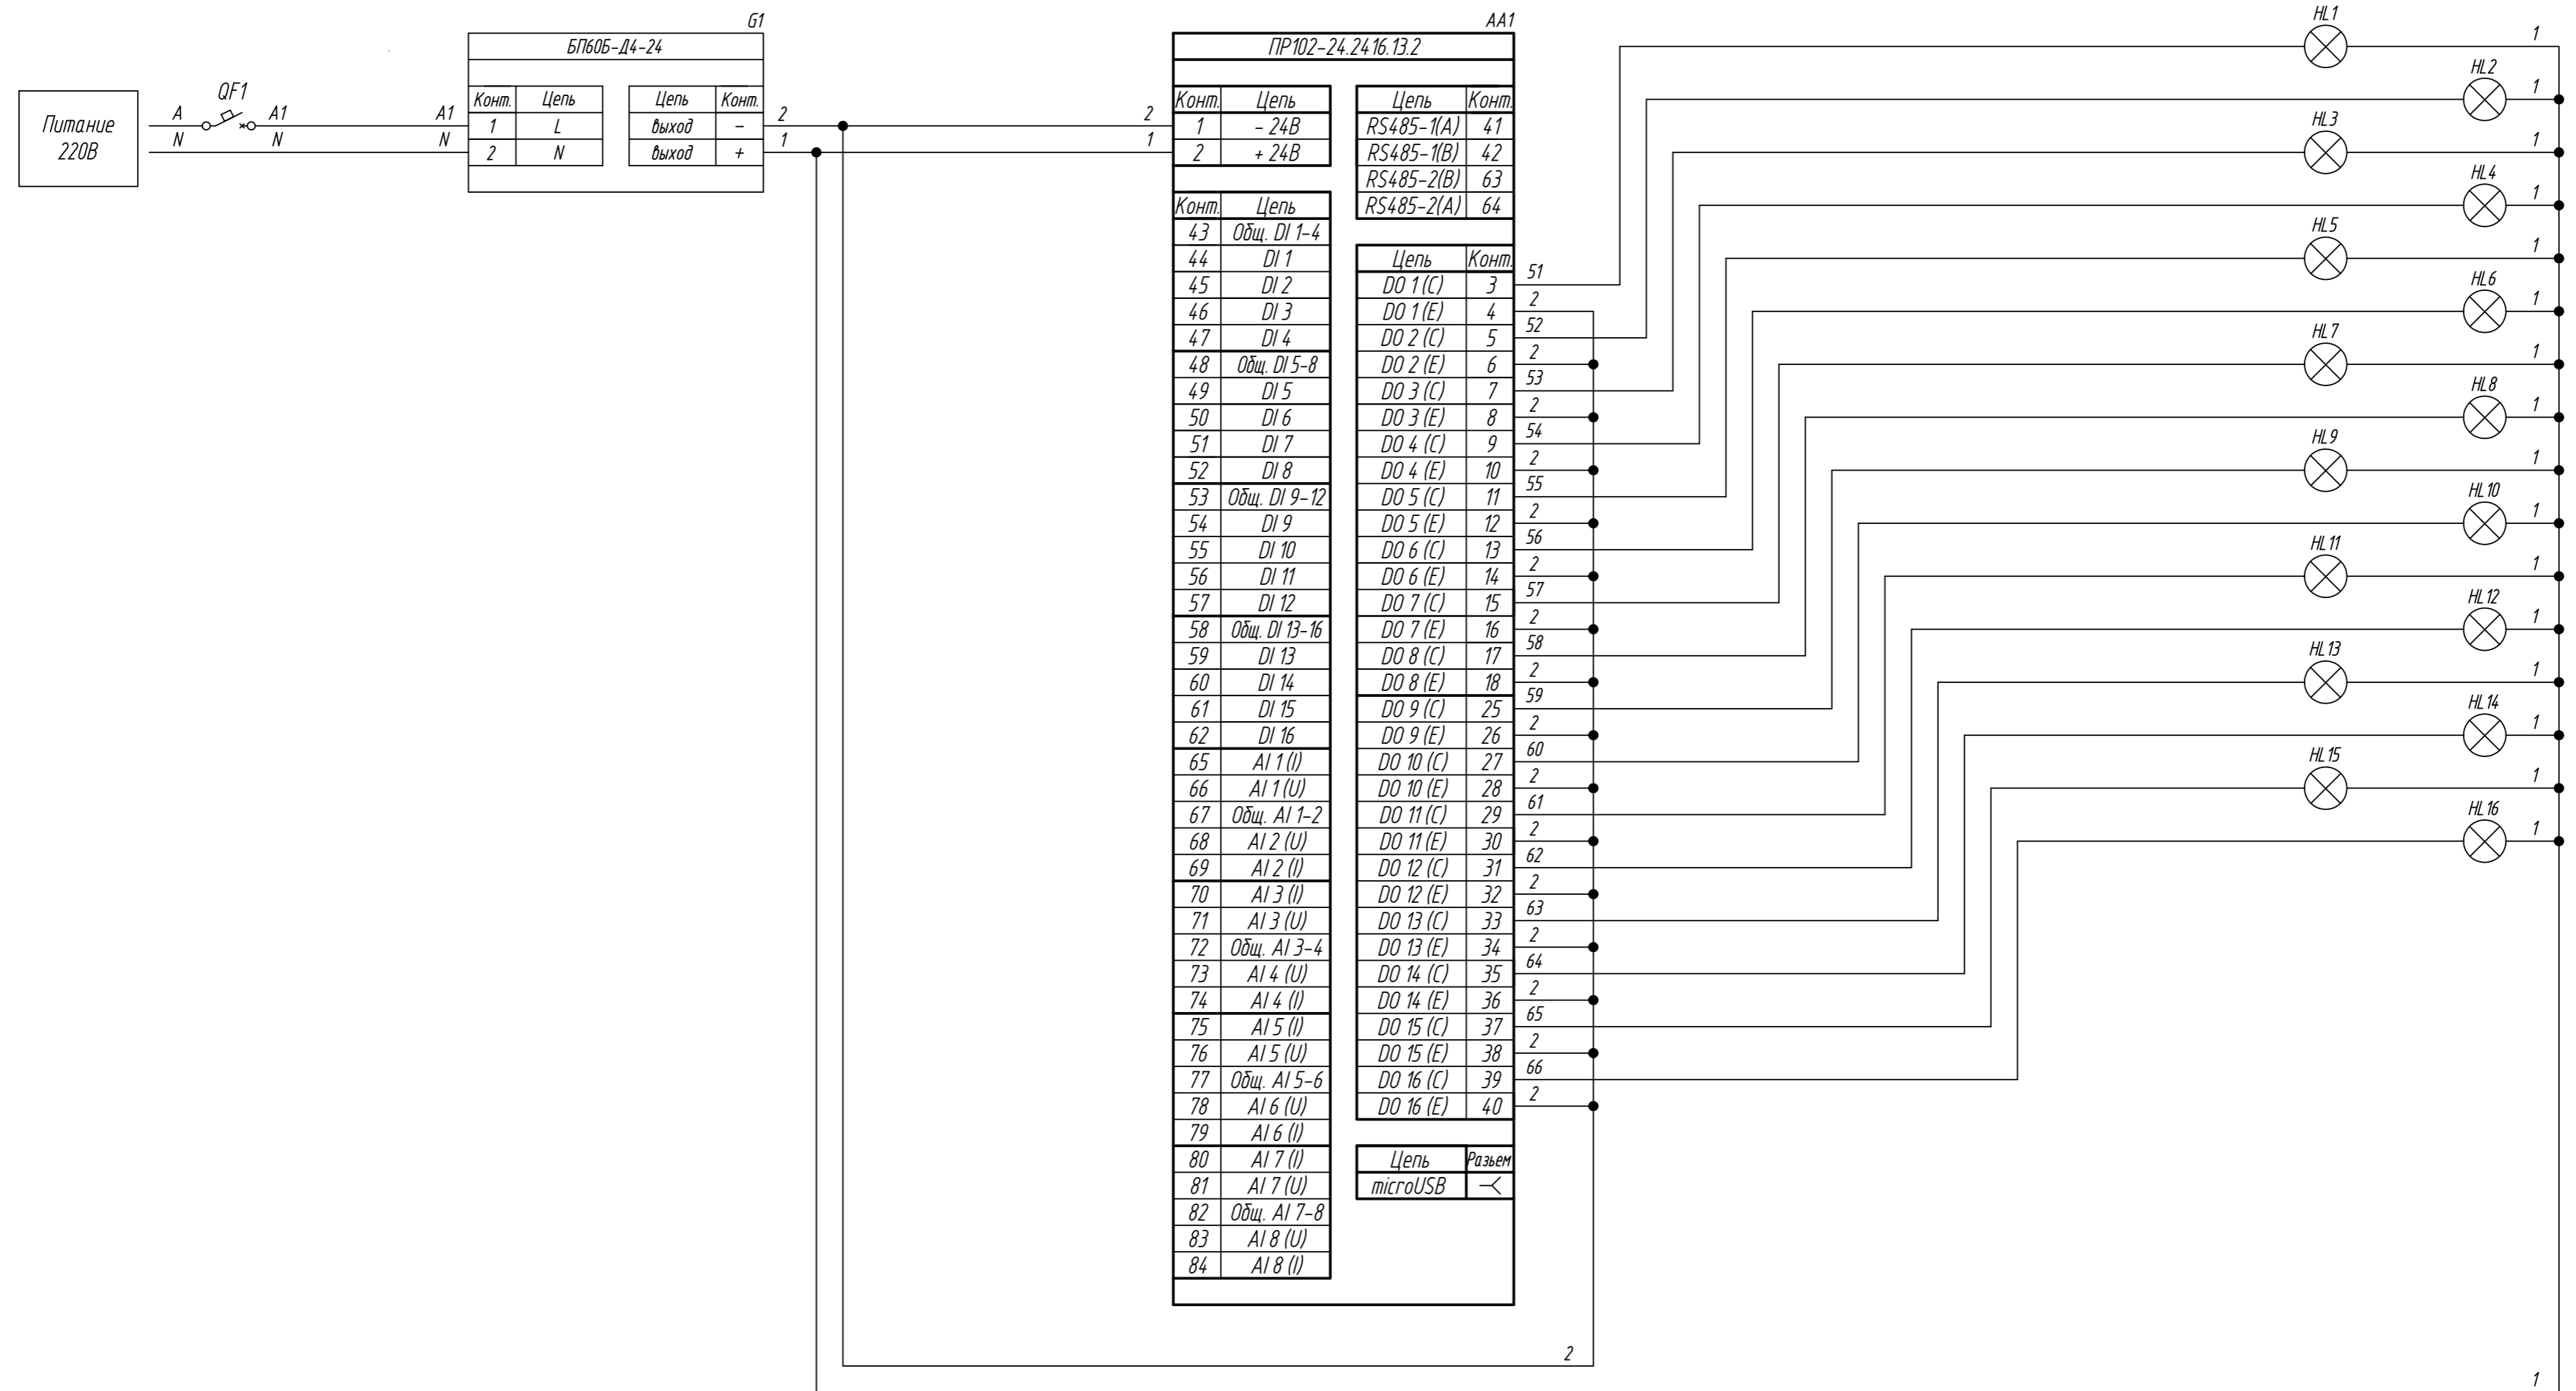 Питание
220В
QF1
A
N
A1
N
A1
N
G1
БП60Б-Д4-24
Конт. Цепь
1 L
2 N
Цепь Конт.
выход –
выход +
2
1
2
1
AA1
ПР102-24.2416.13.2
Конт. Цепь
1 – 24В
2 + 24В
Конт. Цепь
43 Общ. DI 1-4
44 DI 1
45 DI 2
46 DI 3
47 DI 4
48 Общ. DI 5-8
49 DI 5
50 DI 6
51 DI 7
52 DI 8
53 Общ. DI 9-12
54 DI 9
55 DI 10
56 DI 11
57 DI 12
58 Общ. DI 13-16
59 DI 13
60 DI 14
61 DI 15
62 DI 16
65 AI 1 (I)
66 AI 1 (U)
67 Общ. AI 1-2
68 AI 2 (U)
69 AI 2 (I)
70 AI 3 (I)
71 AI 3 (U)
72 Общ. AI 3-4
73 AI 4 (U)
74 AI 4 (I)
75 AI 5 (I)
76 AI 5 (U)
77 Общ. AI 5-6
78 AI 6 (U)
79 AI 6 (I)
80 AI 7 (I)
81 AI 7 (U)
82 Общ. AI 7-8
83 AI 8 (U)
84 AI 8 (I)
Цепь Конт.
RS485-1(A) 41
RS485-1(B) 42
RS485-2(B) 63
RS485-2(A) 64
Цепь Конт.
DO 1 (C) 3 51
DO 1 (E) 4 2
DO 2 (C) 5 52
DO 2 (E) 6 2
DO 3 (C) 7 53
DO 3 (E) 8 2
DO 4 (C) 9 54
DO 4 (E) 10 2
DO 5 (C) 11 55
DO 5 (E) 12 2
DO 6 (C) 13 56
DO 6 (E) 14 2
DO 7 (C) 15 57
DO 7 (E) 16 2
DO 8 (C) 17 58
DO 8 (E) 18 2
DO 9 (C) 25 59
DO 9 (E) 26 2
DO 10 (C) 27 60
DO 10 (E) 28 2
DO 11 (C) 29 61
DO 11 (E) 30 2
DO 12 (C) 31 62
DO 12 (E) 32 2
DO 13 (C) 33 63
DO 13 (E) 34 2
DO 14 (C) 35 64
DO 14 (E) 36 2
DO 15 (C) 37 65
DO 15 (E) 38 2
DO 16 (C) 39 66
DO 16 (E) 40 2
Цепь Разъем
microUSB
2
HL1 1
HL2 1
HL3 1
HL4 1
HL5 1
HL6 1
HL7 1
HL8 1
HL9 1
HL10 1
HL11 1
HL12 1
HL13 1
HL14 1
HL15 1
HL16 1
1